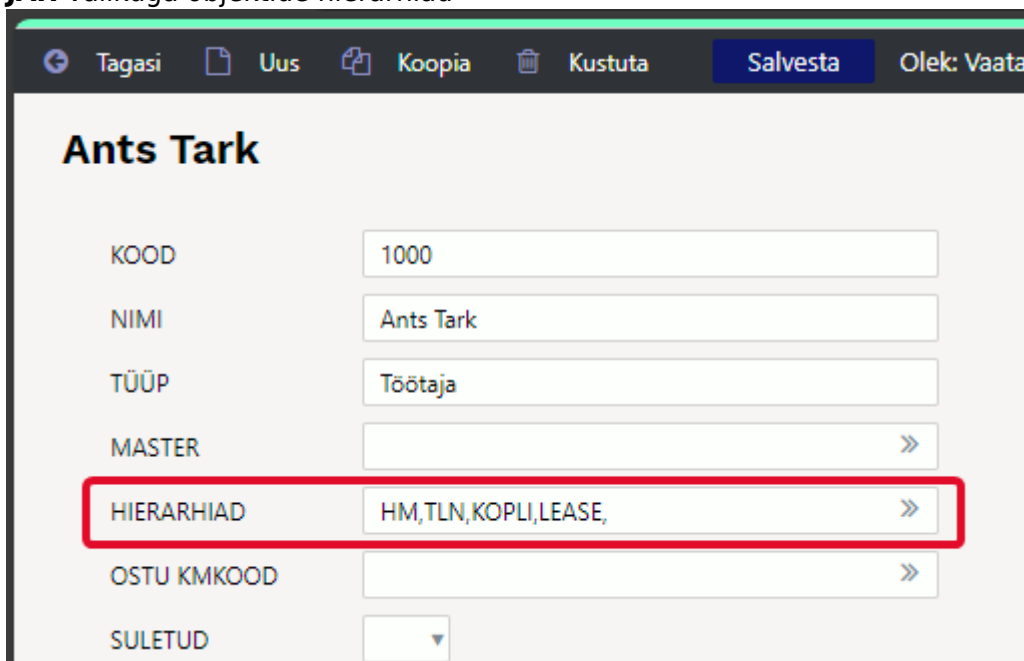 Tagasi Uus Koopia Kustuta Salvesta Olek: Vaata
Ants Tark
KOOD 1000
NIMI Ants Tark
TÜÜP Töötaja
MASTER
HIERARHIAD HM,TLN,KOPLI,LEASE,
OSTU KMKOOD
SULETUD